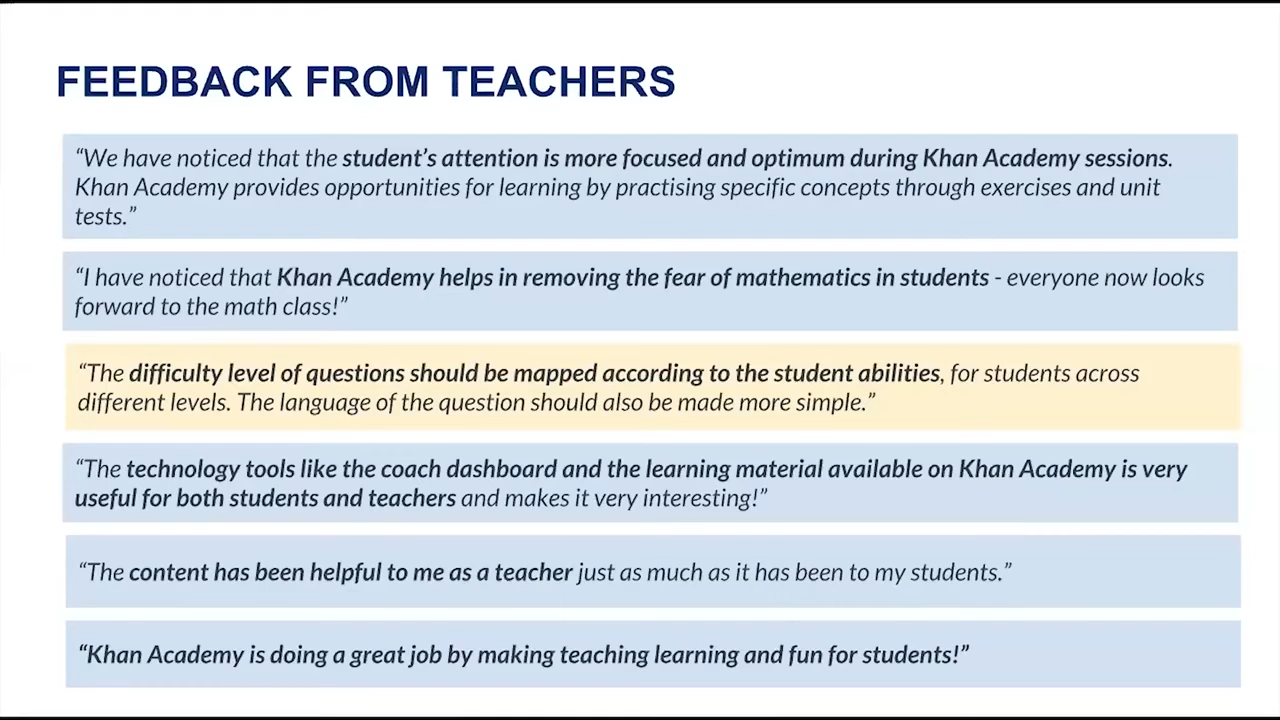 FEEDBACK FROM TEACHERS
“We have noticed that the student’s attention is more focused and optimum during Khan Academy sessions.
Khan Academy provides opportunities for learning by practising specific concepts through exercises and unit
tests.”
“I have noticed that Khan Academy helps in removing the fear of mathematics in students - everyone now looks
forward to the math class!”
“The difficulty level of questions should be mapped according to the student abilities, for students across
different levels. The language of the question should also be made more simple.”
“The technology tools like the coach dashboard and the learning material available on Khan Academy is very
useful for both students and teachers and makes it very interesting!”
“The content has been helpful to me as a teacher just as much as it has been to my students.”
“Khan Academy is doing a great job by making teaching learning and fun for students!”